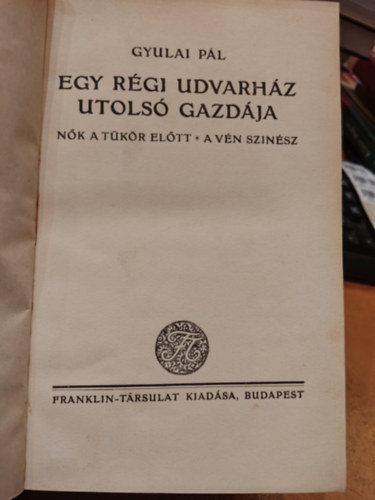 GYULAI PÁL
EGY RÉGI UDVARHÁZ
UTOLSÓ GAZDÁJA
NŐK A TÜKÖR ELŐTT • A VÉN SZINÉSZ
FRANKLIN-TÁRSULAT KIADÁSA, BUDAPEST